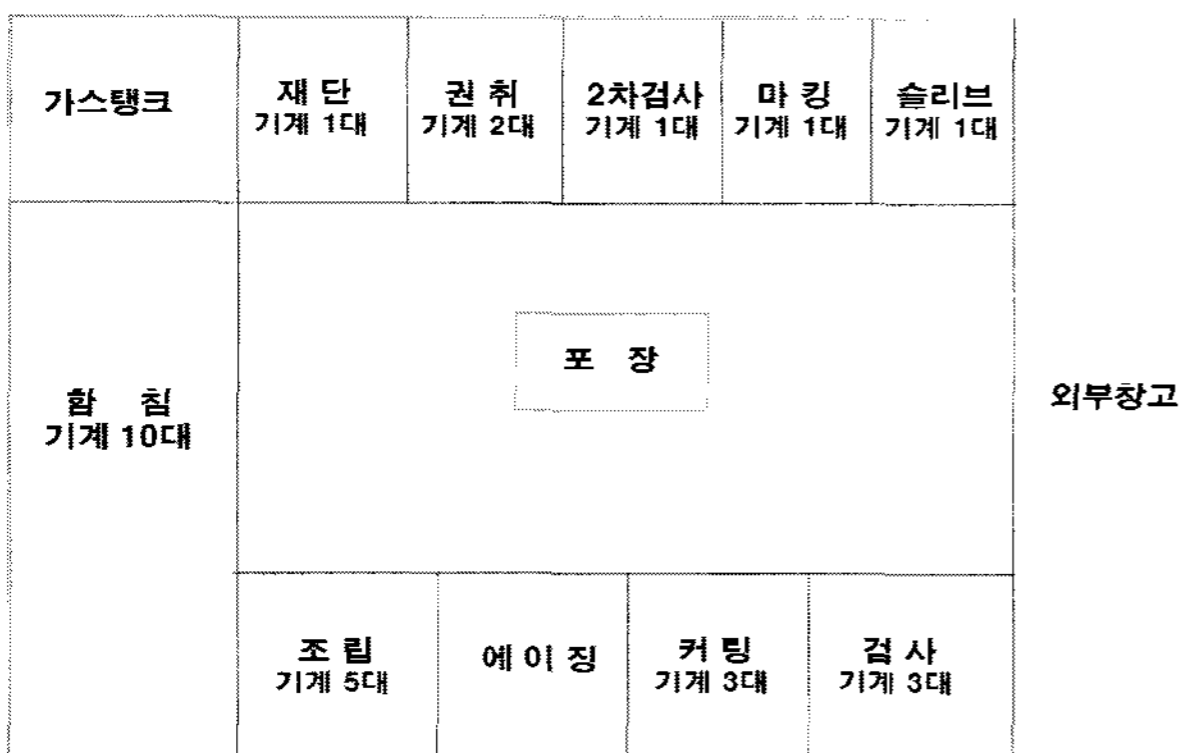 가스탱크
재 단
기계 1대
권 취
기계 2대
2차검사
기계 1대
마 킹
기계 1대
슬리브
기계 1대
포 장
함 침
기계 10대
외부창고
조 립
기계 5대
에 이 징
커 팅
기계 3대
검 사
기계 3대